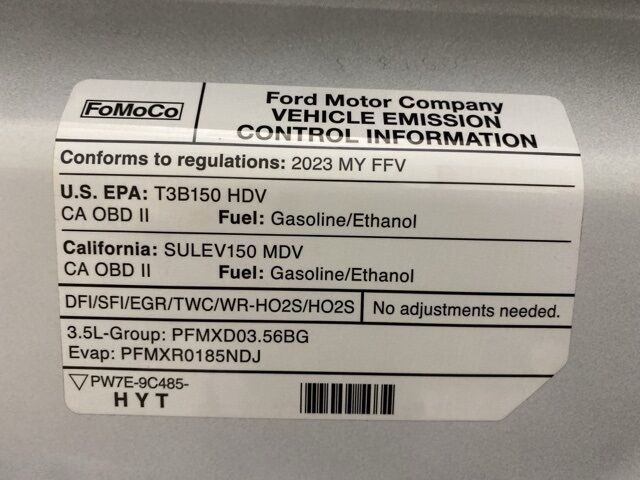 FoMoCo
Ford Motor Company
VEHICLE EMISSION
CONTROL INFORMATION
Conforms to regulations: 2023 MY FFV
U.S. EPA: T3B150 HDV
CA OBD II Fuel: Gasoline/Ethanol
California: SULEV150 MDV
CA OBD II Fuel: Gasoline/Ethanol
DFI/SFI/EGR/TWC/WR-HO2S/HO2S No adjustments needed.
3.5L-Group: PFMXD03.56BG
Evap: PFMXR0185NDJ
PW7E-9C485-
HYT